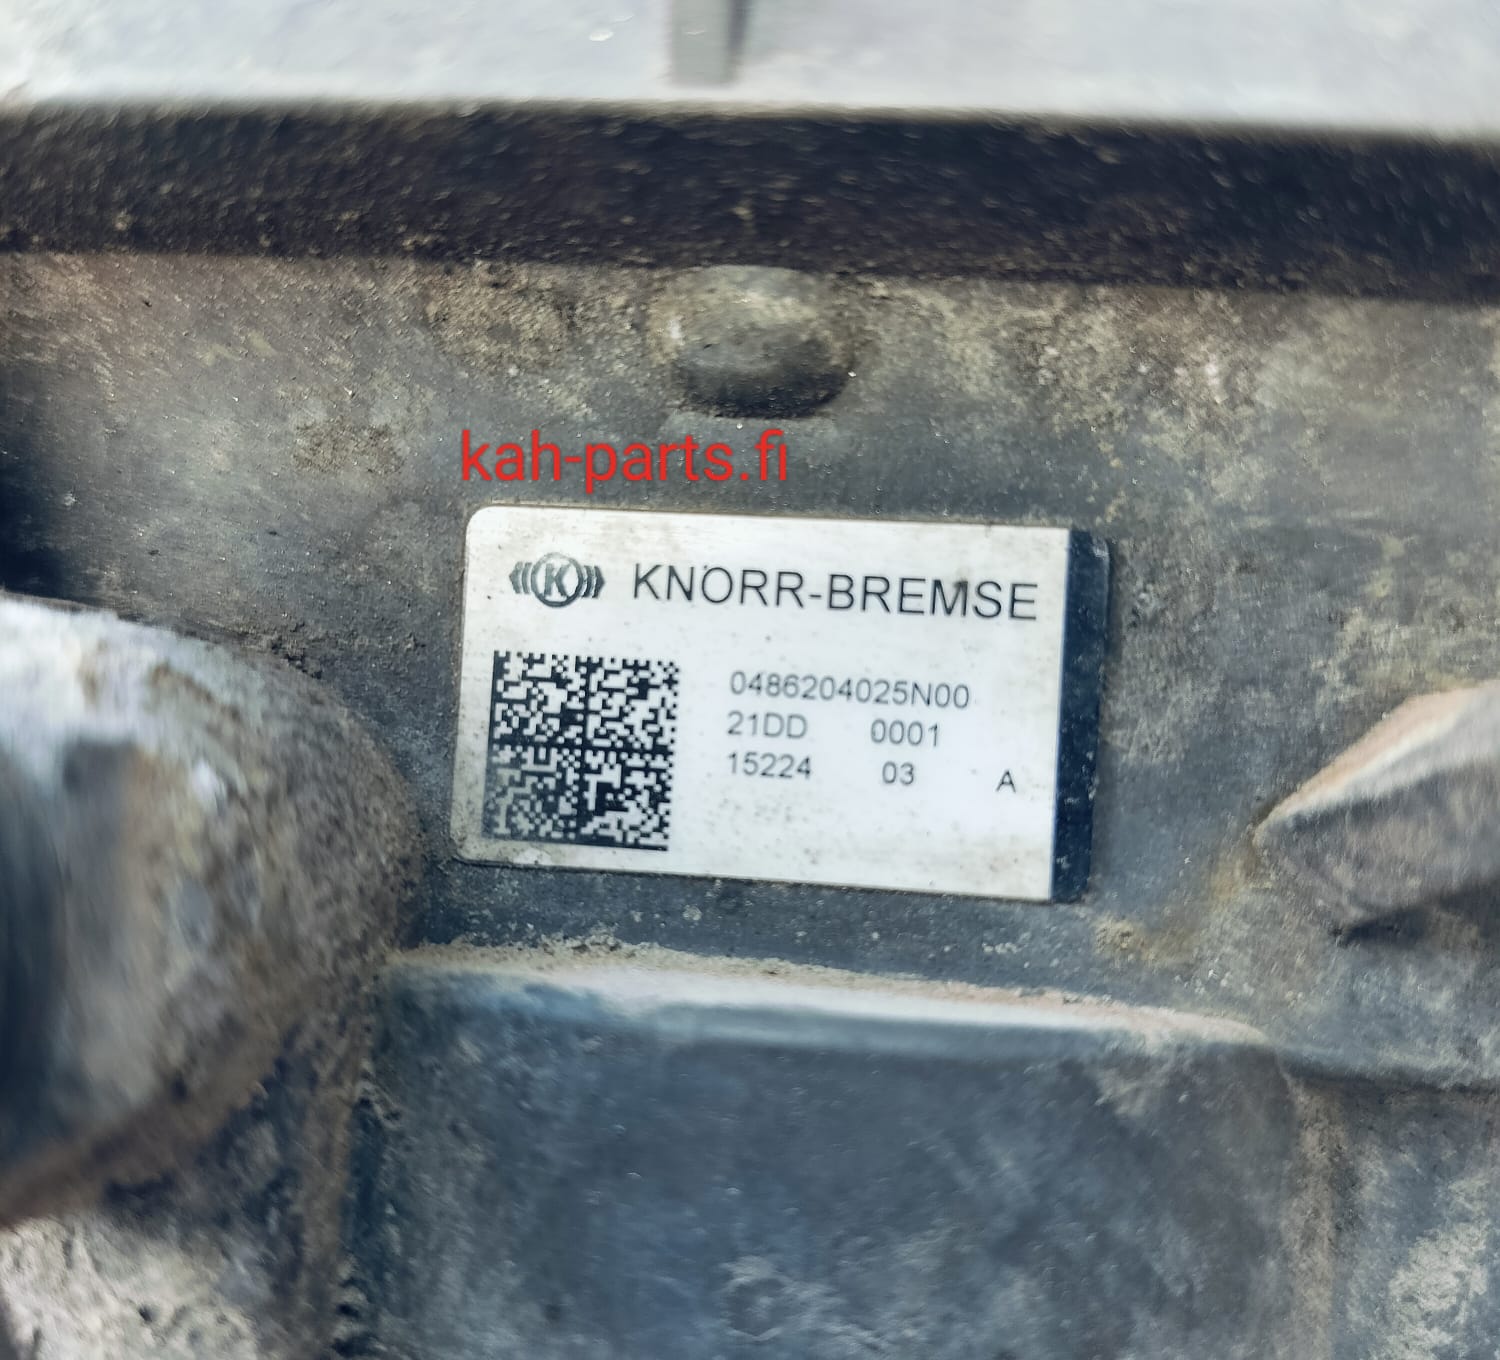 kah-parts.fi
K KNORR-BREMSE
0486204025N00
21DD 0001
15224 03 A